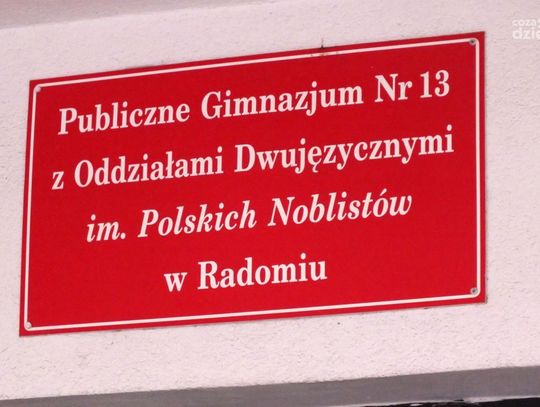 Publiczne Gimnazjum Nr 13
z Oddziałami Dwujęzycznymi
im. Polskich Noblistów
w Radomiu